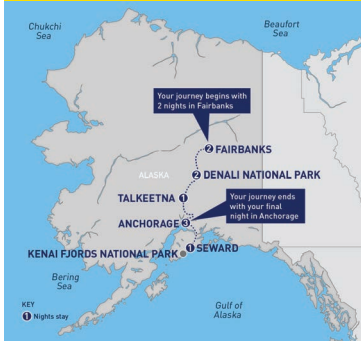 Chukchi
Sea
Beaufort
Sea
Your journey begins with
2 nights in Fairbanks
2 FAIRBANKS
ALASKA
2 DENALI NATIONAL PARK
TALKEETNA 1
Your journey ends
with your final
night in Anchorage
ANCHORAGE 3
1 SEWARD
KENAI FJORDS NATIONAL PARK
Bering
Sea
KEY
1 Nights stay
Gulf of
Alaska